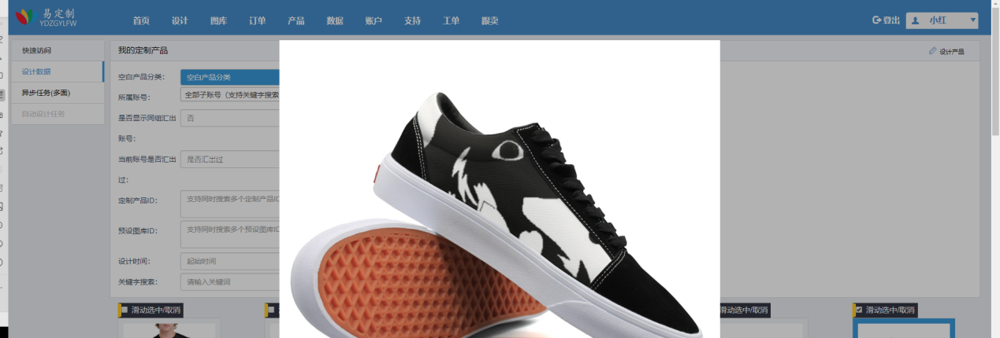 易定制
YDZGYLFW
首页 设计 图库 订单 产品 数据 账户 支持 工单 跟卖
登出 小红
快速访问
我的定制产品
设计产品
设计数据
空白产品分类: 空白产品分类
异步任务(多面)
所属账号: 全部子账号(支持关键字搜索
自动设计任务
是否显示同组汇出
账号:
否
当前账号是否汇出
过:
是否汇出过
定制产品ID: 支持同时搜索多个定制产品ID
预设图库ID: 支持同时搜索多个预设图库ID
设计时间: 起始时间
关键字搜索: 请输入关键词
滑动选中/取消
滑动选中/取消
滑动选中/取消